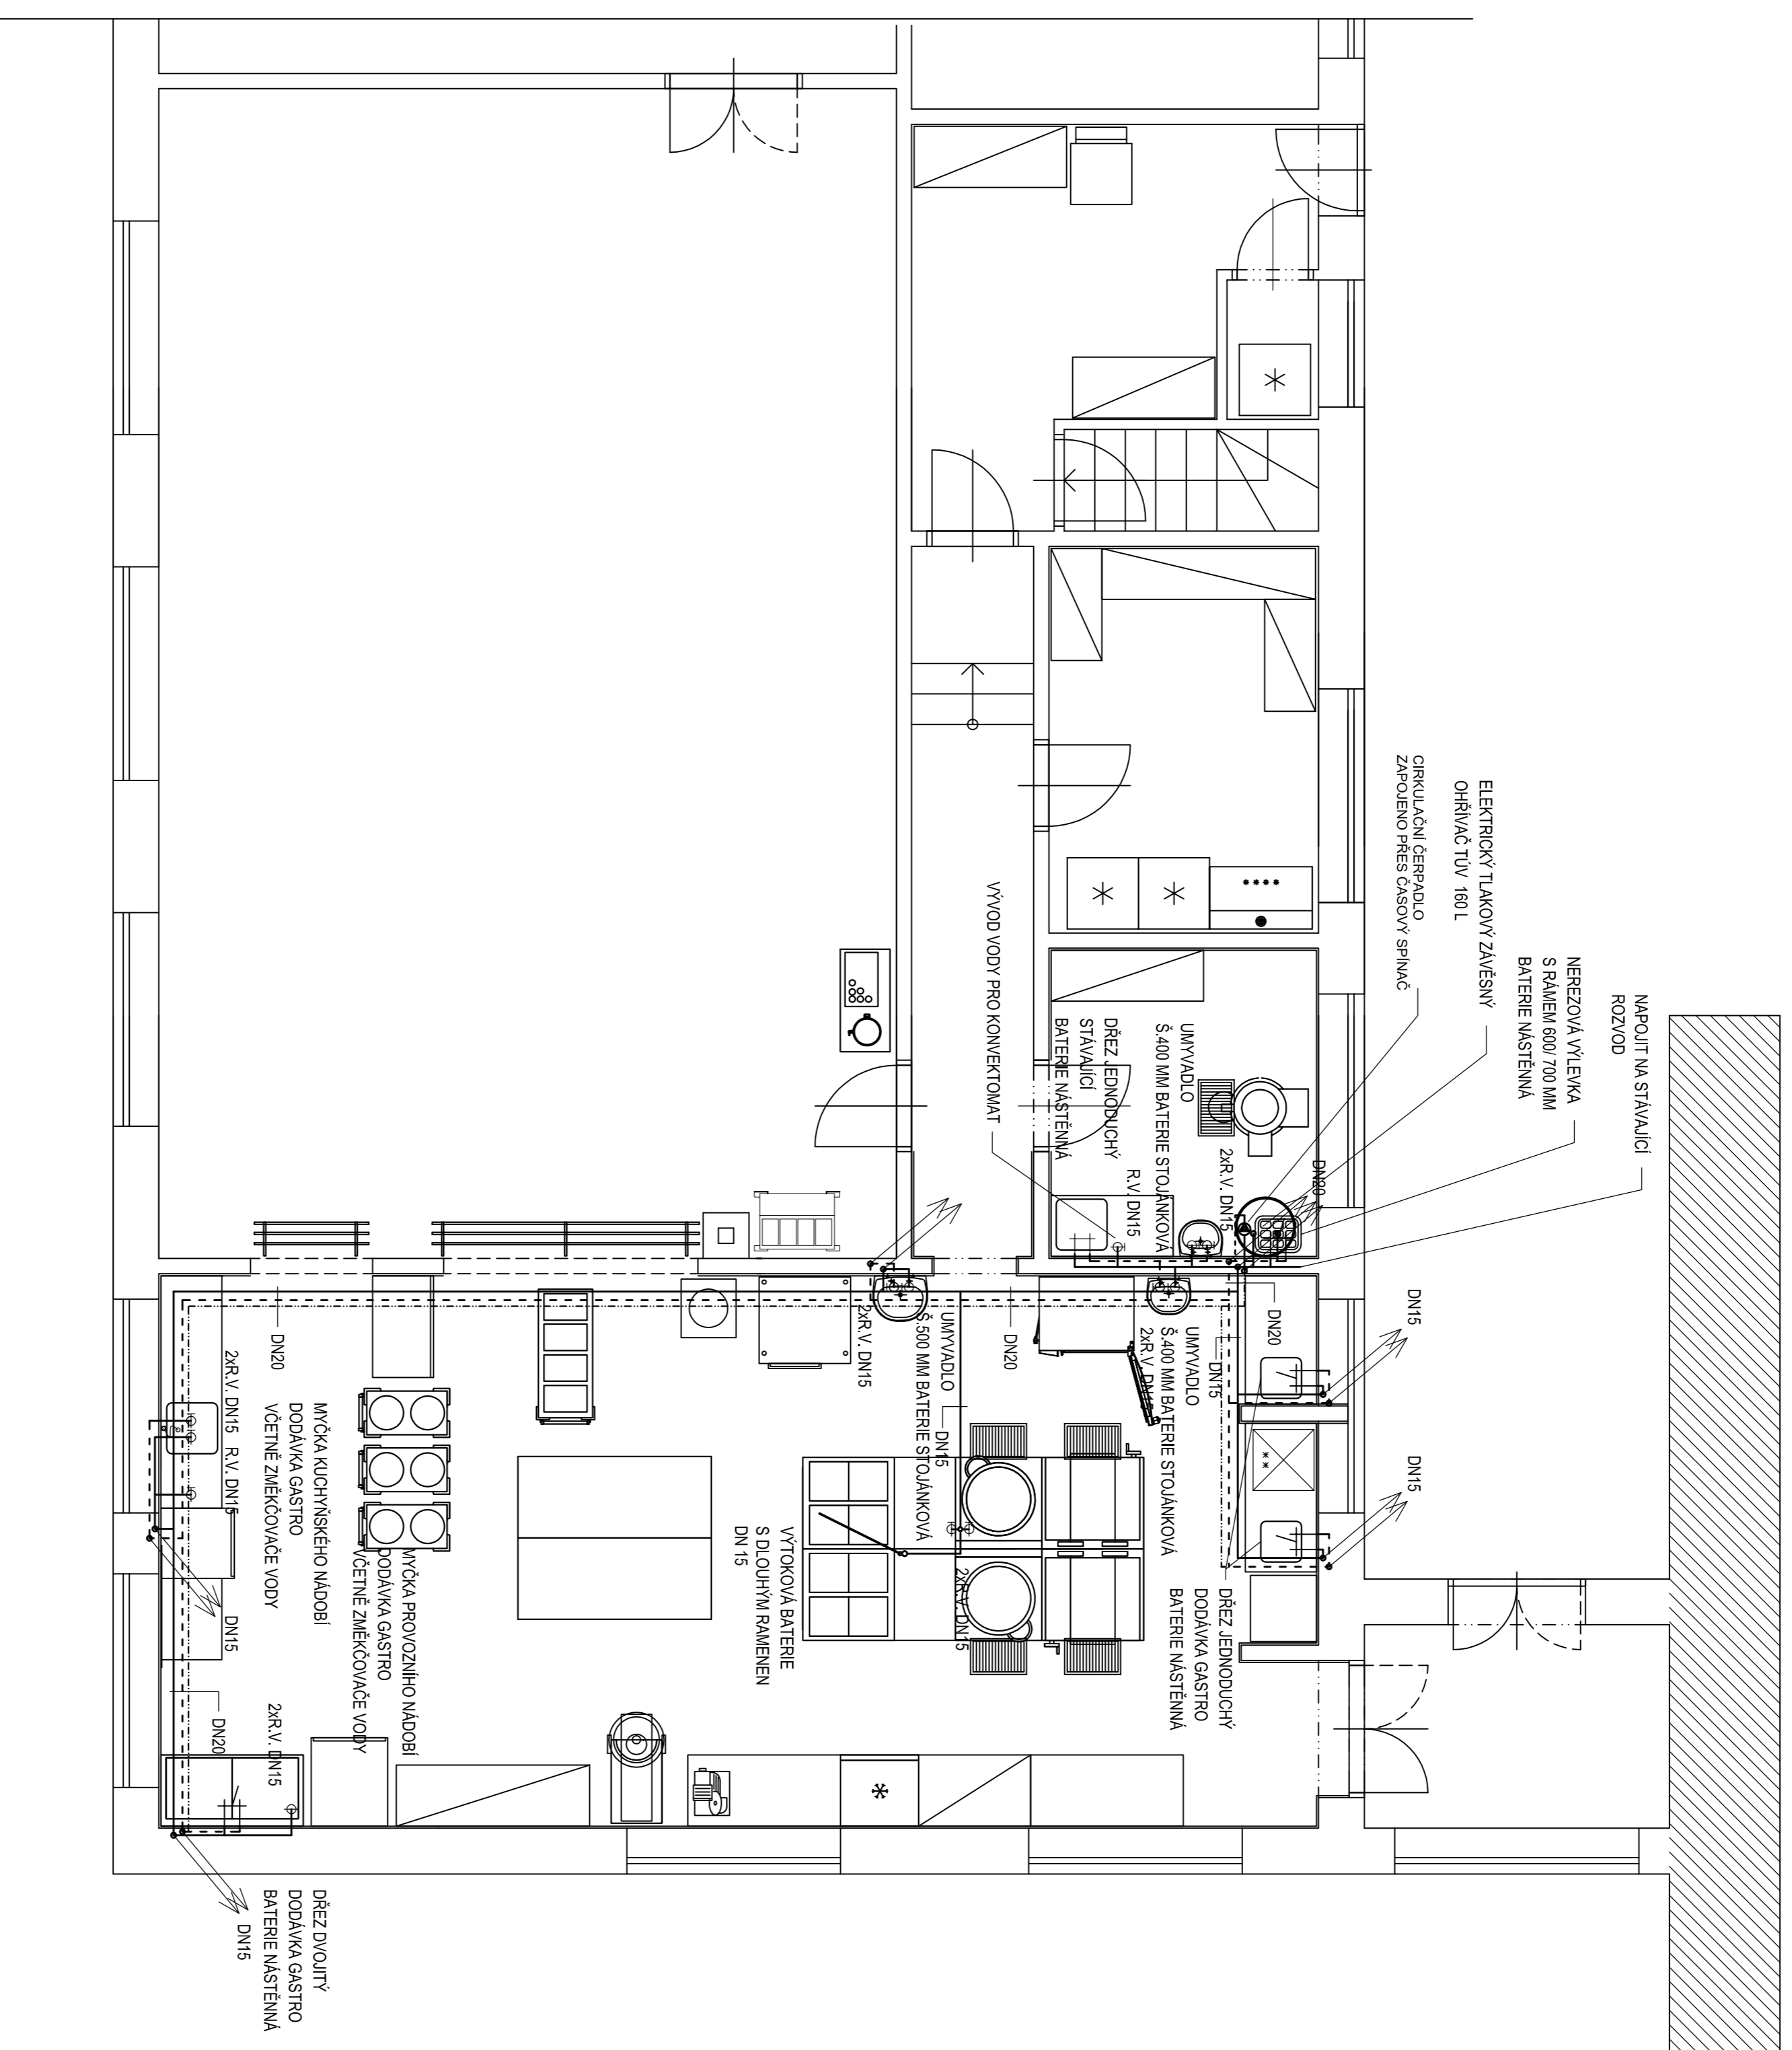 NAPOJIT NA STÁVAJÍCÍ
ROZVOD
NEREZOVÁ VÝLEVKA
S RÁMEM 600/ 700 MM
BATERIE NÁSTĚNNÁ
ELEKTRICKÝ TLAKOVÝ ZÁVĚSNÝ
OHŘÍVAČ TÚV 160 L
CIRKULAČNÍ ČERPADLO
ZAPOJENO PŘES ČASOVÝ SPÍNAČ
VÝVOD VODY PRO KONVEKTOMAT
UMYVADLO
Š.400 MM BATERIE STOJÁNKOVÁ
DŘEZ JEDNODUCHÝ
STÁVAJÍCÍ
BATERIE NÁSTĚNNÁ
DN20
2xR.V. DN15
R.V. DN15
DN15
DN15
DN20
DN15
UMYVADLO
Š.400 MM BATERIE STOJÁNKOVÁ
2xR.V. DN15
DN20
UMYVADLO
Š.500 MM BATERIE STOJÁNKOVÁ
2xR.V. DN15
DN15
2xR.V. DN15
DŘEZ JEDNODUCHÝ
DODÁVKA GASTRO
BATERIE NÁSTĚNNÁ
VÝTOKOVÁ BATERIE
S DLOUHÝM RAMENEN
DN 15
DN20
2xR.V. DN15 R.V. DN15
MYČKA KUCHYŇSKÉHO NÁDOBÍ
DODÁVKA GASTRO
VČETNĚ ZMĚKČOVAČE VODY
MYČKA PROVOZNÍHO NÁDOBÍ
DODÁVKA GASTRO
VČETNĚ ZMĚKČOVAČE VODY
DN15
DN20
2xR.V. DN15
DŘEZ DVOJITÝ
DODÁVKA GASTRO
BATERIE NÁSTĚNNÁ
DN15